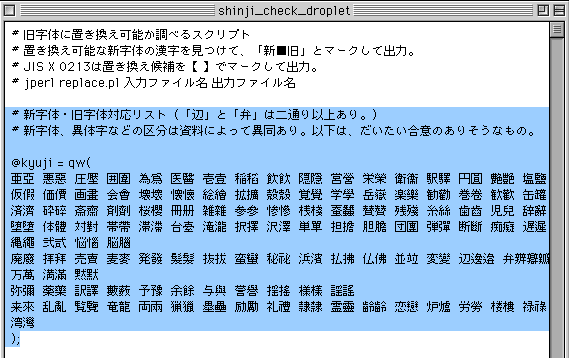 shinji_check_droplet
# 旧字体に置き換え可能か調べるスクリプト
# 置き換え可能な新字体の漢字を見つけて、「新■旧」とマークして出力。
# JIS X 0213は置き換え候補を【 】でマークして出力。
# jperl replace.pl 入力ファイル名 出力ファイル名
# 新字体・旧字体対応リスト（「辺」と「弁」は二通り以上あり。）
# 新字体、異体字などの区分は資料によって異同あり。以下は、だいたい合意のありそうなもの。
@kyuji = qw(
亜亞 悪惡 圧壓 囲圍 為爲 医醫 壱壹 稲稻 飲飮 隠隱 営營 栄榮 衛衞 駅驛 円圓 艶艷 塩鹽
仮假 価價 画畫 会會 壊壞 懐懷 絵繪 拡擴 殻殼 覚覺 学學 岳嶽 楽樂 勧勸 巻卷 歓歡 缶罐
済濟 砕碎 斎齋 剤劑 桜櫻 冊册 雑雜 参參 惨慘 桟棧 蚕蠶 賛贊 残殘 糸絲 歯齒 児兒 辞辭
堕墮 体體 対對 帯帶 滞滯 台臺 滝瀧 択擇 沢澤 単單 担擔 胆膽 団團 弾彈 断斷 痴癡 遅遲
縄繩 弐貳 悩惱 脳腦
廃廢 拝拜 売賣 麦麥 発發 髪髮 抜拔 蛮蠻 秘祕 浜濱 払拂 仏佛 並竝 変變 辺邊邉 弁辨瓣辯
万萬 満滿 黙默
弥彌 薬藥 訳譯 薮藪 予豫 余餘 与與 誉譽 揺搖 様樣 謡謠
来來 乱亂 覧覽 竜龍 両兩 猟獵 塁壘 励勵 礼禮 隷隸 霊靈 齢齡 恋戀 炉爐 労勞 楼樓 禄祿
湾灣
);